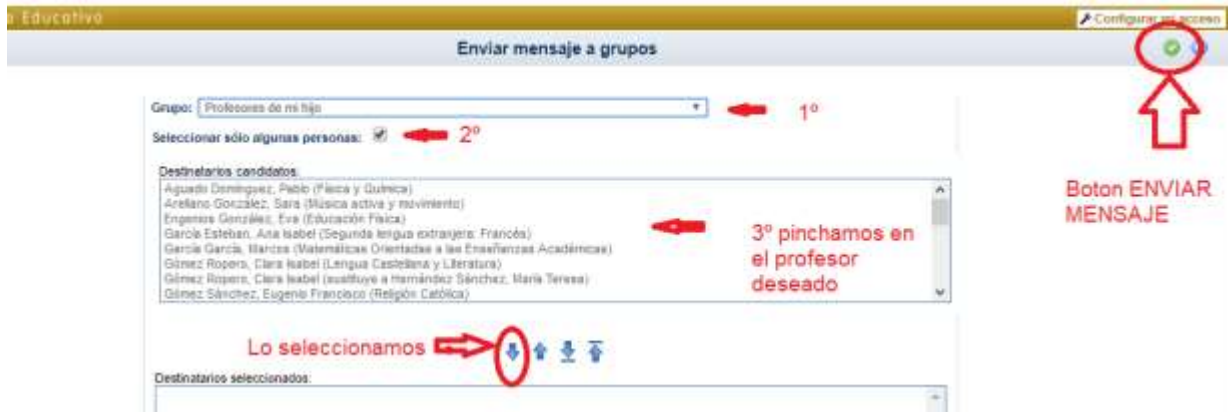 o Educativo
Configurar mi acceso
Enviar mensaje a grupos
Grupo: Profesores de mi hijo
1º
Seleccionar sólo algunas personas:
2º
Destinatarios candidatos:
Aguado Domínguez, Pablo (Física y Química)
Arellano González, Sara (Música activa y movimiento)
Engenios González, Eva (Educación Física)
García Esteban, Ana Isabel (Segunda lengua extranjera: Francés)
García García, Marcos (Matemáticas Orientadas a las Enseñanzas Académicas)
Gómez Ropero, Clara Isabel (Lengua Castellana y Literatura)
Gómez Ropero, Clara Isabel (sustituye a Hernández Sánchez, María Teresa)
Gómez Sánchez, Eugenio Francisco (Religión Católica)
3º pinchamos en
el profesor
deseado
Boton ENVIAR
MENSAJE
Lo seleccionamos
Destinatarios seleccionados: